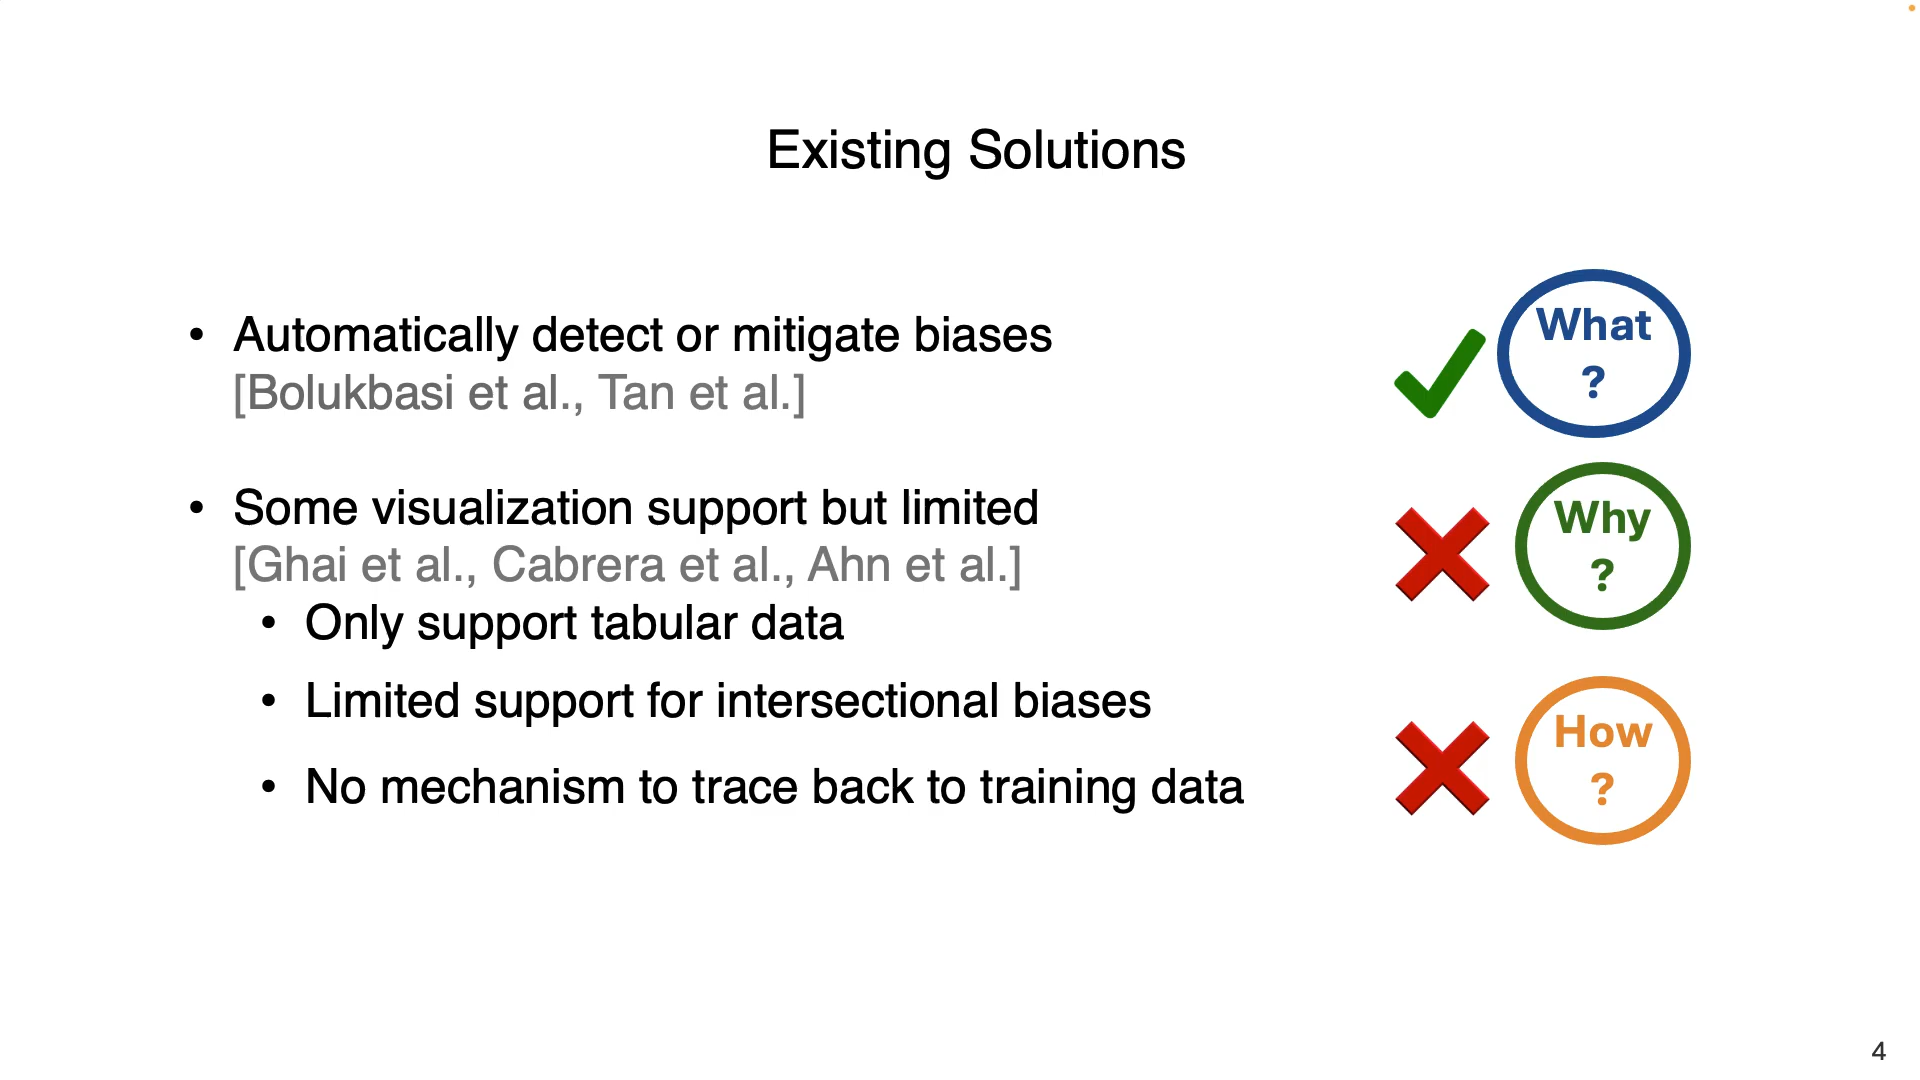 Existing Solutions
• Automatically detect or mitigate biases
[Bolukbasi et al., Tan et al.]
• Some visualization support but limited
[Ghai et al., Cabrera et al., Ahn et al.]
• Only support tabular data
• Limited support for intersectional biases
• No mechanism to trace back to training data
What
?
Why
?
How
?
4